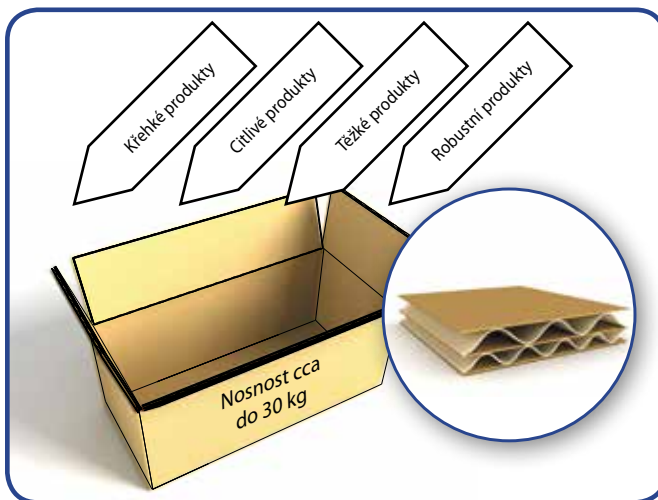 Křehké produkty
Citlivé produkty
Těžké produkty
Robustní produkty
Nosnost cca
do 30 kg